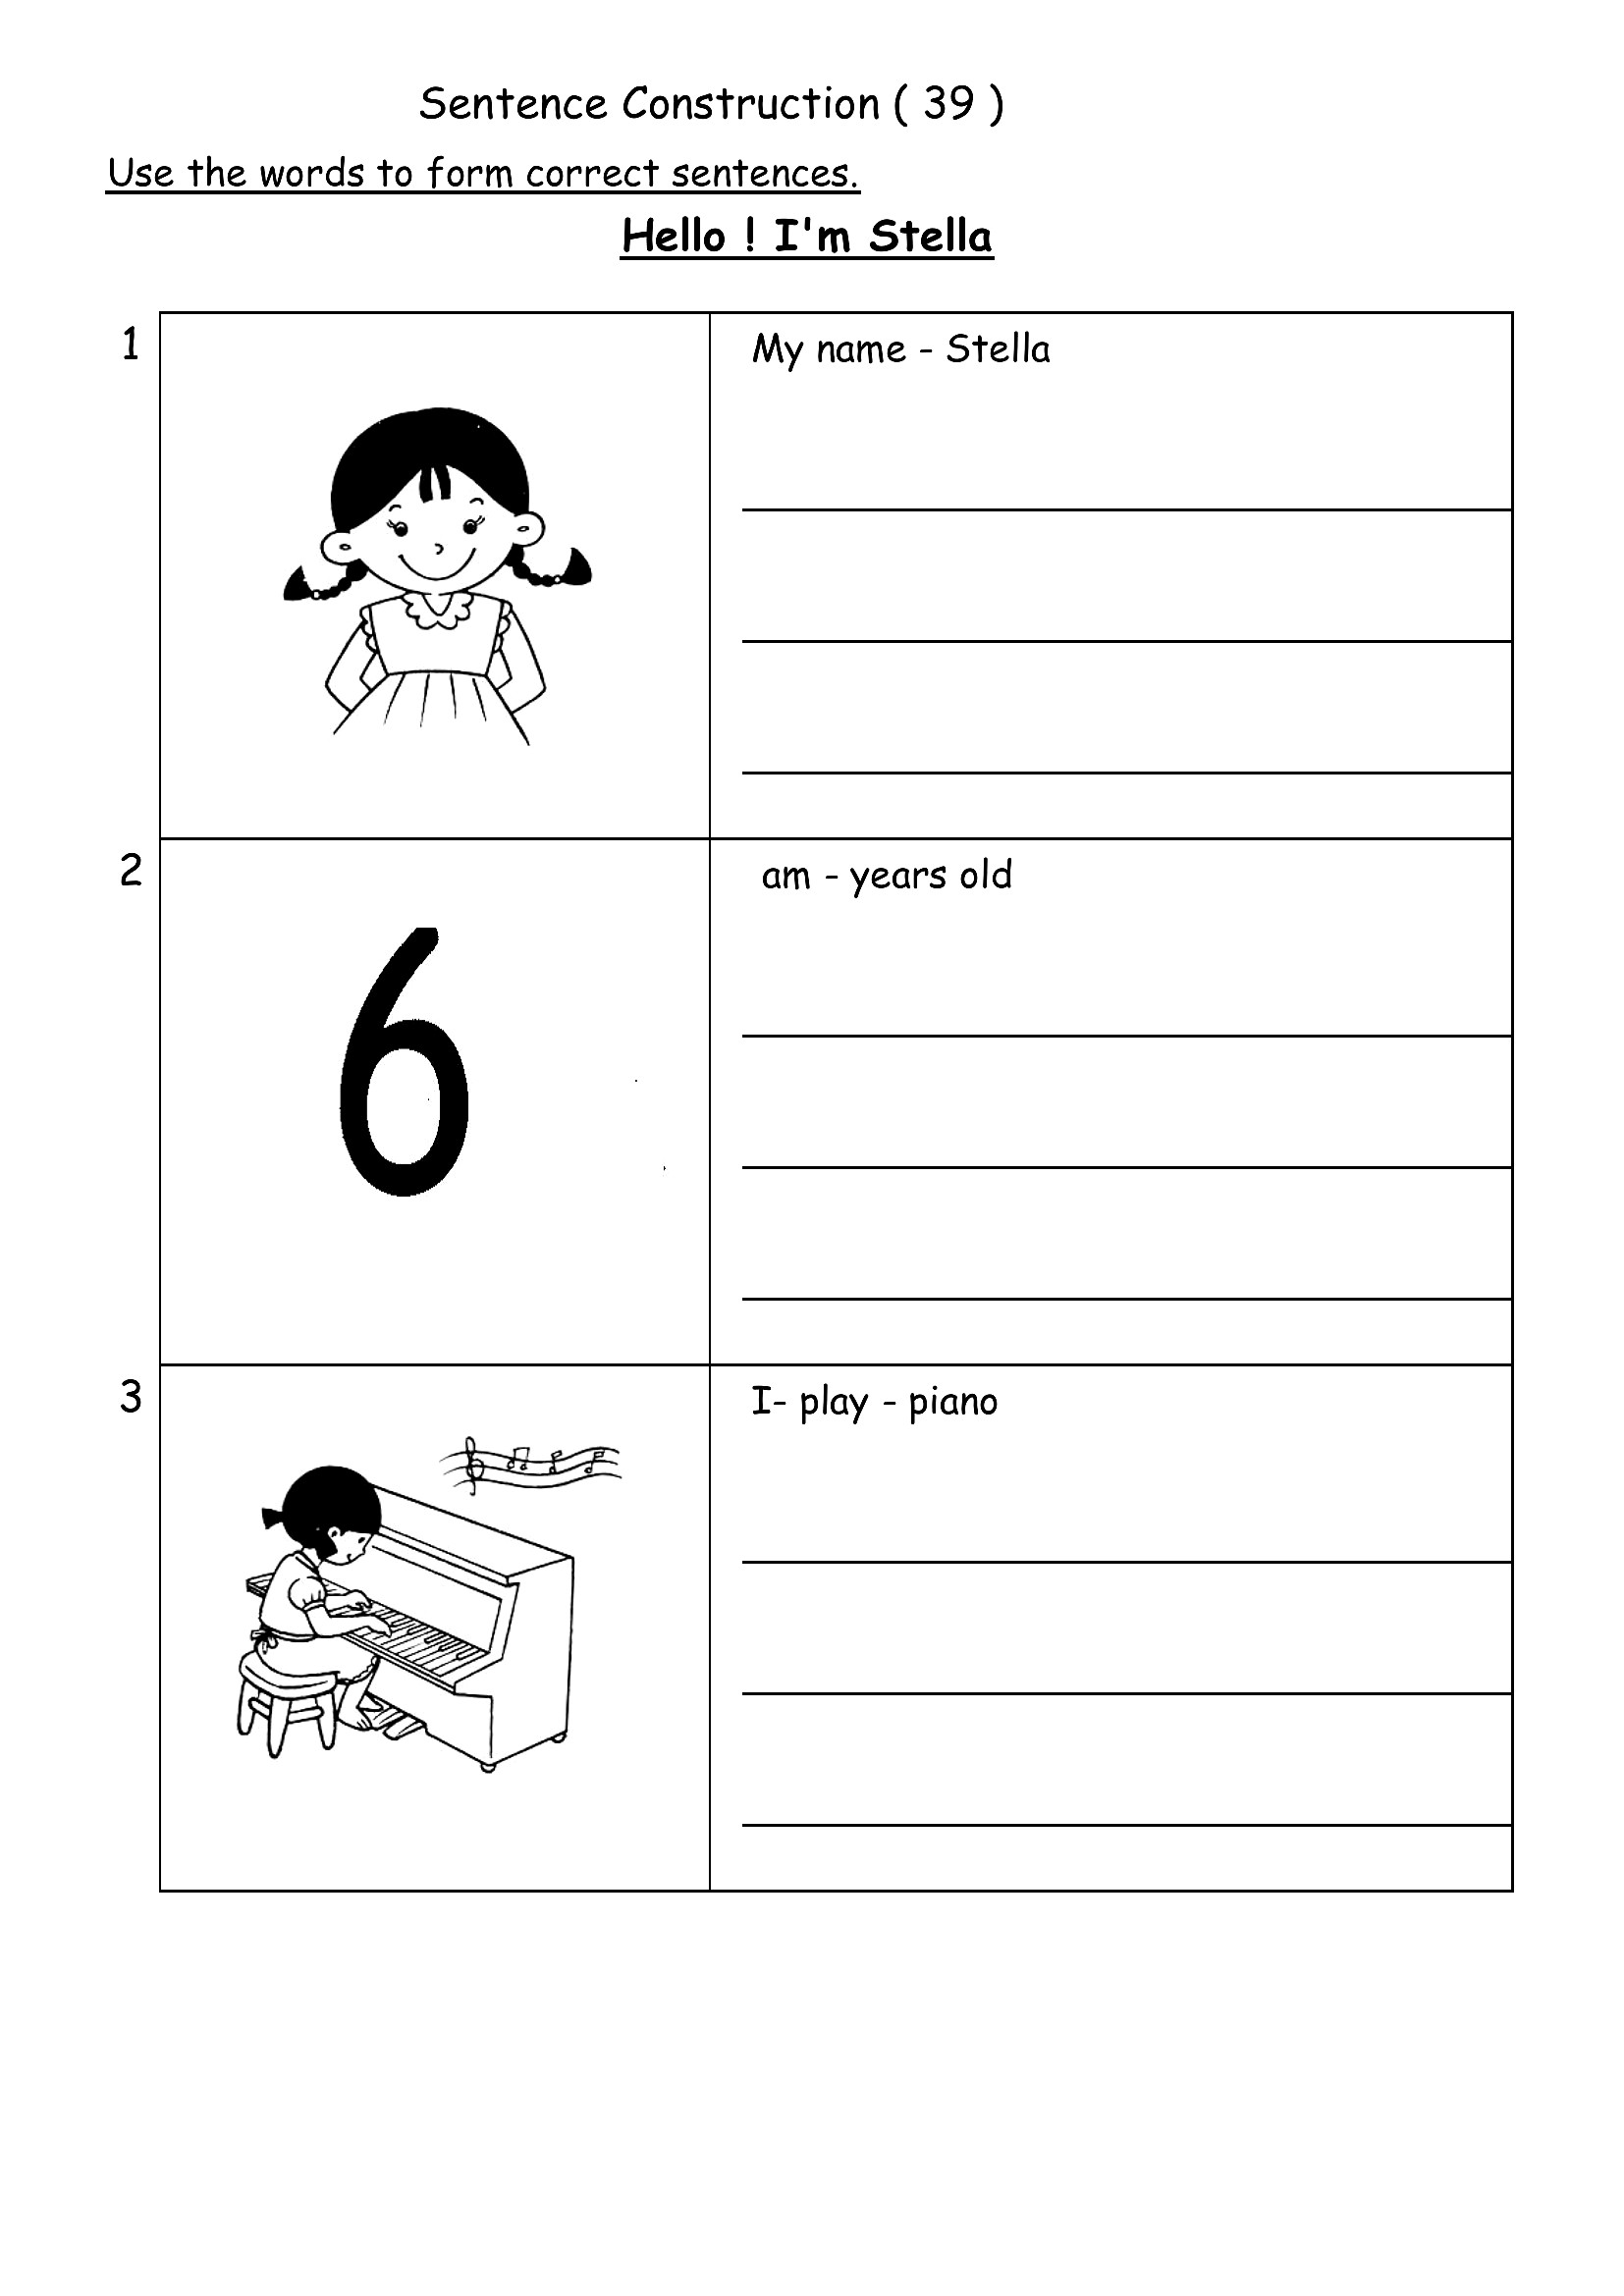 Sentence Construction ( 39 )
Use the words to form correct sentences.
Hello ! I'm Stella
1
My name - Stella
2
am - years old
6
3
I- play - piano